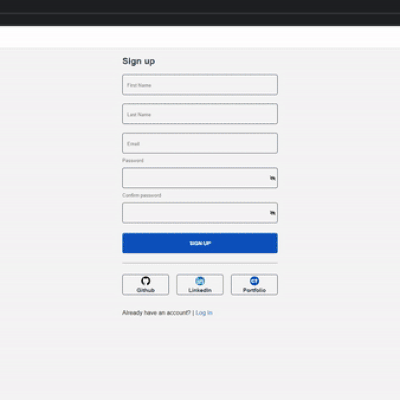 Sign up
First Name
Last Name
Email
Password
Confirm password
SIGN UP
Github LinkedIn Portfolio
Already have an account? | Log In